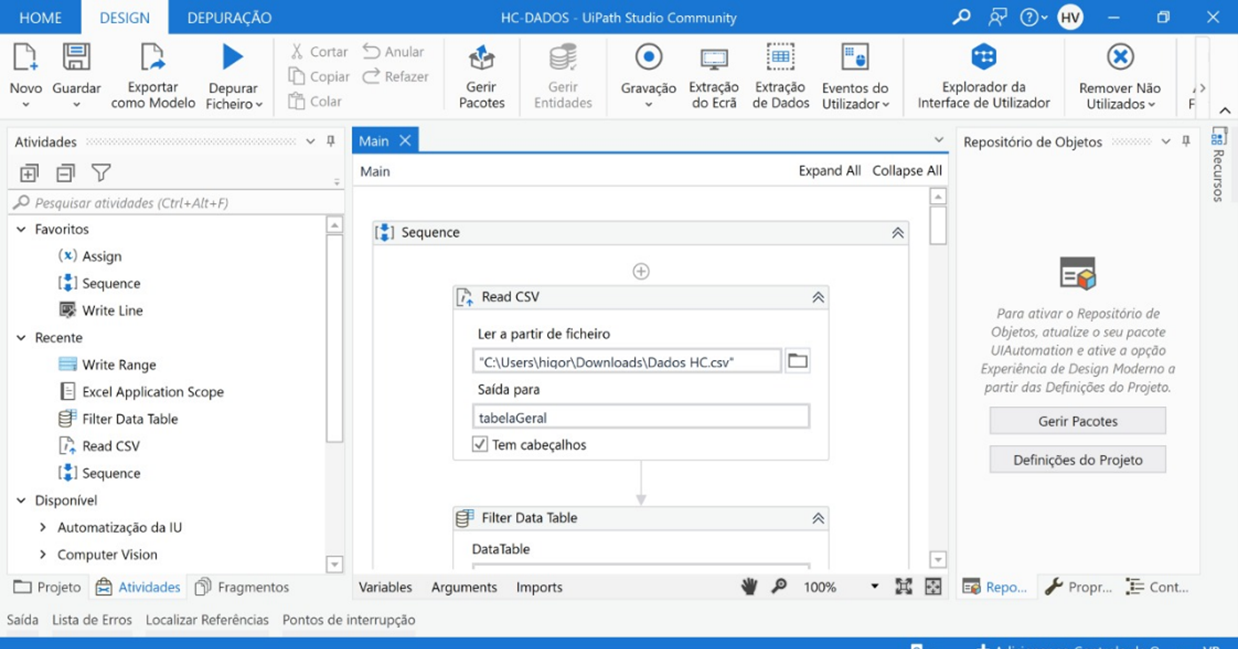 HOME DESIGN DEPURAÇÃO HC-DADOS - UiPath Studio Community HV
Novo
Guardar
Exportar
como Modelo
Depurar
Ficheiro
Cortar
Copiar
Colar
Anular
Refazer
Gerir
Pacotes
Gerir
Entidades
Gravação
Extração
do Ecrã
Extração
de Dados
Eventos do
Utilizador
Explorador da
Interface de Utilizador
Remover Não
Utilizados
Atividades
Pesquisar atividades (Ctrl+Alt+F)
Favoritos
Assign
Sequence
Write Line
Recente
Write Range
Excel Application Scope
Filter Data Table
Read CSV
Sequence
Disponível
Automatização da IU
Computer Vision
Projeto Atividades Fragmentos
Main
Main Expand All Collapse All
Sequence
Read CSV
Ler a partir de ficheiro
"C:\Users\higor\Downloads\Dados HC.csv"
Saída para
tabelaGeral
Tem cabeçalhos
Filter Data Table
DataTable
Variables Arguments Imports 100%
Repositório de Objetos
Para ativar o Repositório de
Objetos, atualize o seu pacote
UIAutomation e ative a opção
Experiência de Design Moderno a
partir das Definições do Projeto.
Gerir Pacotes
Definições do Projeto
Repo... Propr... Cont...
Recursos
Saída Lista de Erros Localizar Referências Pontos de interrupção